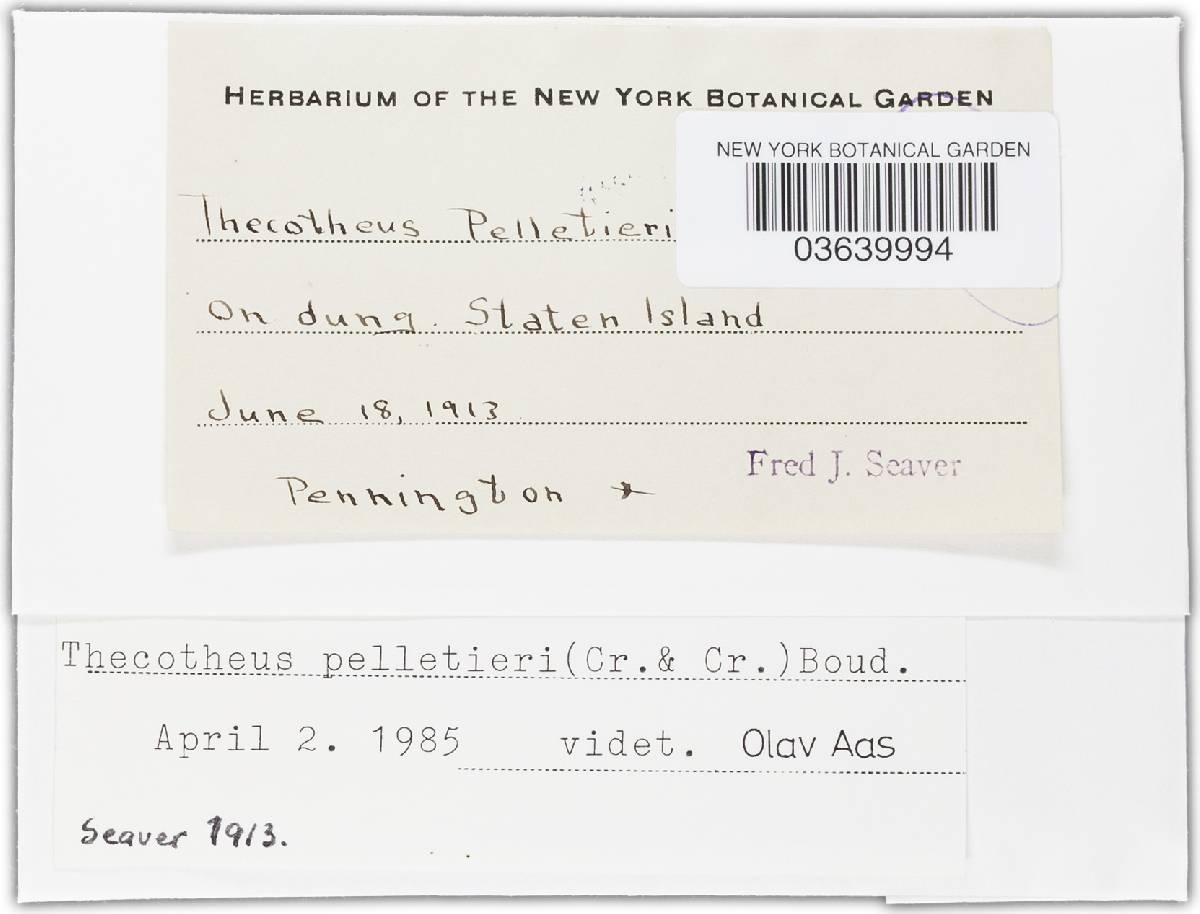 HERBARIUM OF THE NEW YORK BOTANICAL GARDEN
NEW YORK BOTANICAL GARDEN
03639994
Thecotheus Pelletieri
On dung. Staten Island
June 18, 1913
Fred J. Seaver
Pennington
Thecotheus pelletieri(Cr.& Cr.)Boud.
April 2. 1985 videt. Olav Aas
Seaver 1913.